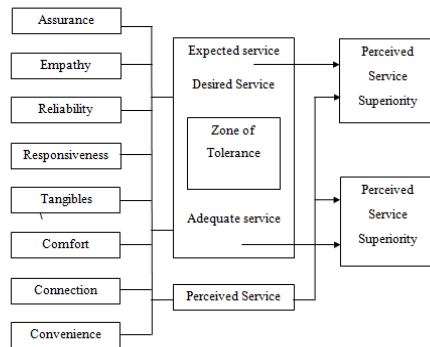 Assurance
Empathy
Reliability
Responsiveness
Tangibles
Comfort
Connection
Convenience
Expected service
Desired Service
Zone of
Tolerance
Adequate service
Perceived Service
Perceived
Service
Superiority
Perceived
Service
Superiority